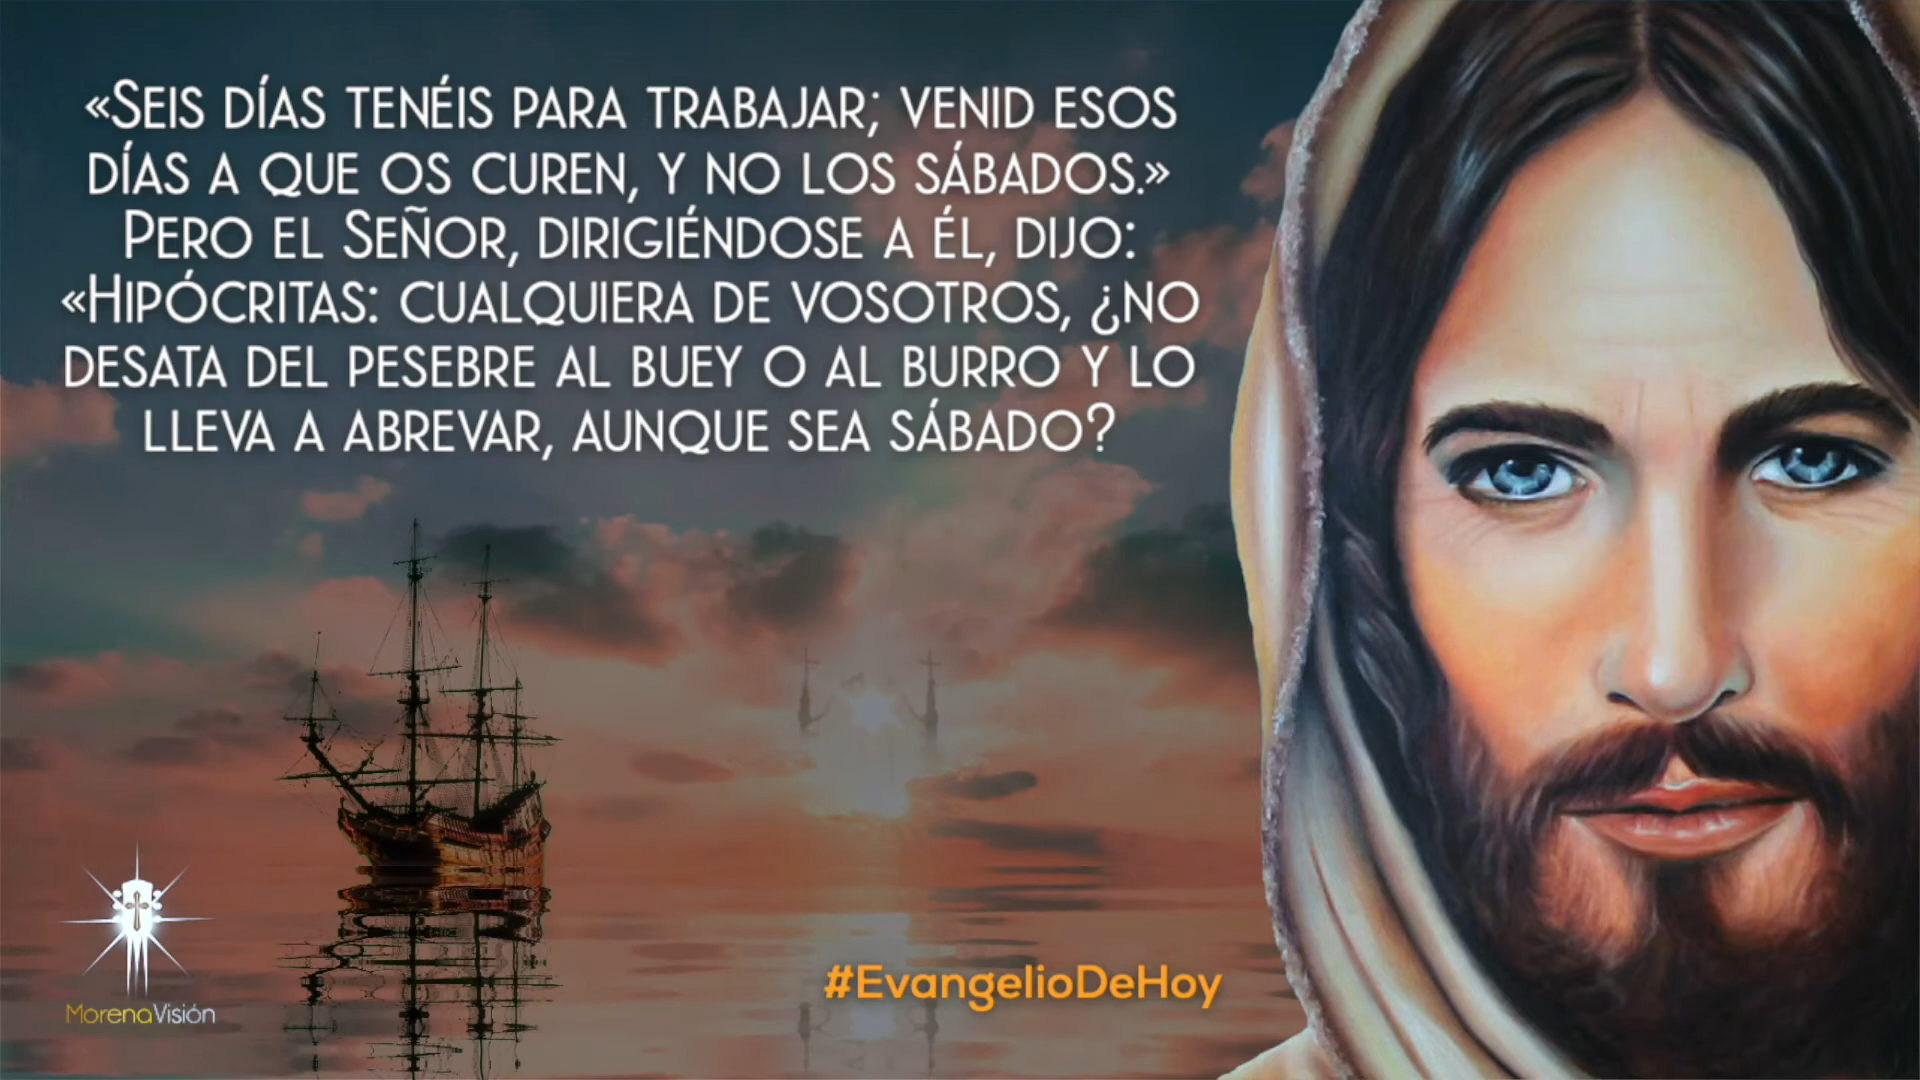 «Seis días tenéis para trabajar; venid esos
días a que os curen, y no los sábados.»
Pero el Señor, dirigiéndose a él, dijo:
«Hipócritas: cualquiera de vosotros, ¿no
desata del pesebre al buey o al burro y lo
lleva a abrevar, aunque sea sábado?
#EvangelioDeHoy
MorenaVisión